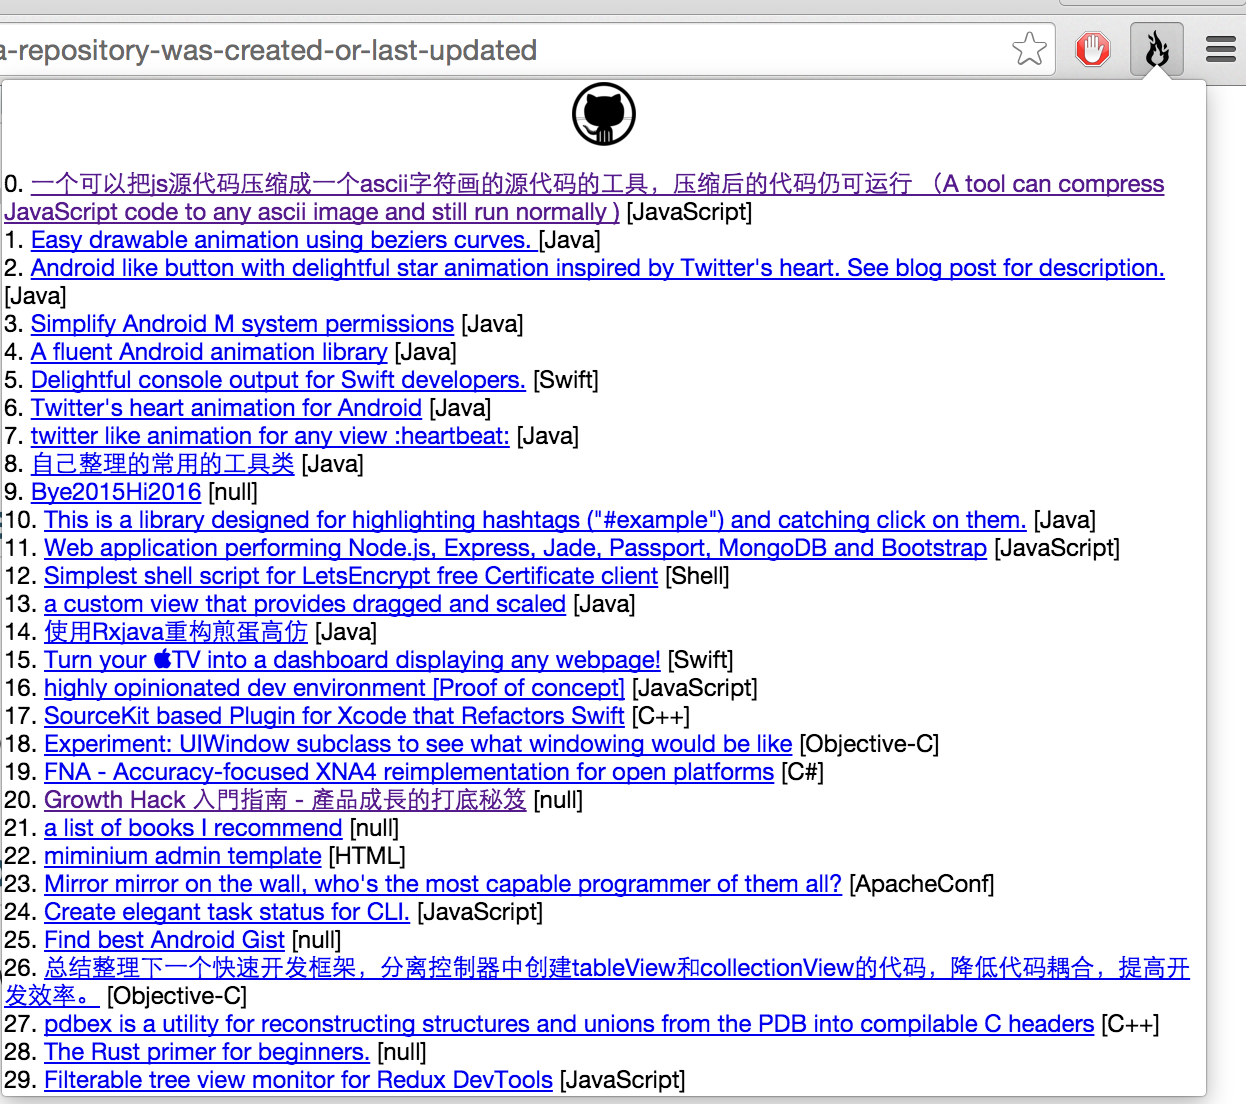 a-repository-was-created-or-last-updated
0. 一个可以把js源代码压缩成一个ascii字符画的源代码的工具，压缩后的代码仍可运行 （A tool can compress
JavaScript code to any ascii image and still run normally ) [JavaScript]
1. Easy drawable animation using beziers curves. [Java]
2. Android like button with delightful star animation inspired by Twitter's heart. See blog post for description.
[Java]
3. Simplify Android M system permissions [Java]
4. A fluent Android animation library [Java]
5. Delightful console output for Swift developers. [Swift]
6. Twitter's heart animation for Android [Java]
7. twitter like animation for any view :heartbeat: [Java]
8. 自己整理的常用的工具类 [Java]
9. Bye2015Hi2016 [null]
10. This is a library designed for highlighting hashtags ("#example") and catching click on them. [Java]
11. Web application performing Node.js, Express, Jade, Passport, MongoDB and Bootstrap [JavaScript]
12. Simplest shell script for LetsEncrypt free Certificate client [Shell]
13. a custom view that provides dragged and scaled [Java]
14. 使用Rxjava重构煎蛋高仿 [Java]
15. Turn your TV into a dashboard displaying any webpage! [Swift]
16. highly opinionated dev environment [Proof of concept] [JavaScript]
17. SourceKit based Plugin for Xcode that Refactors Swift [C++]
18. Experiment: UIWindow subclass to see what windowing would be like [Objective-C]
19. FNA - Accuracy-focused XNA4 reimplementation for open platforms [C#]
20. Growth Hack 入門指南 - 產品成長的打底秘笈 [null]
21. a list of books I recommend [null]
22. miminium admin template [HTML]
23. Mirror mirror on the wall, who's the most capable programmer of them all? [ApacheConf]
24. Create elegant task status for CLI. [JavaScript]
25. Find best Android Gist [null]
26. 总结整理下一个快速开发框架，分离控制器中创建tableView和collectionView的代码，降低代码耦合，提高开
发效率。 [Objective-C]
27. pdbex is a utility for reconstructing structures and unions from the PDB into compilable C headers [C++]
28. The Rust primer for beginners. [null]
29. Filterable tree view monitor for Redux DevTools [JavaScript]